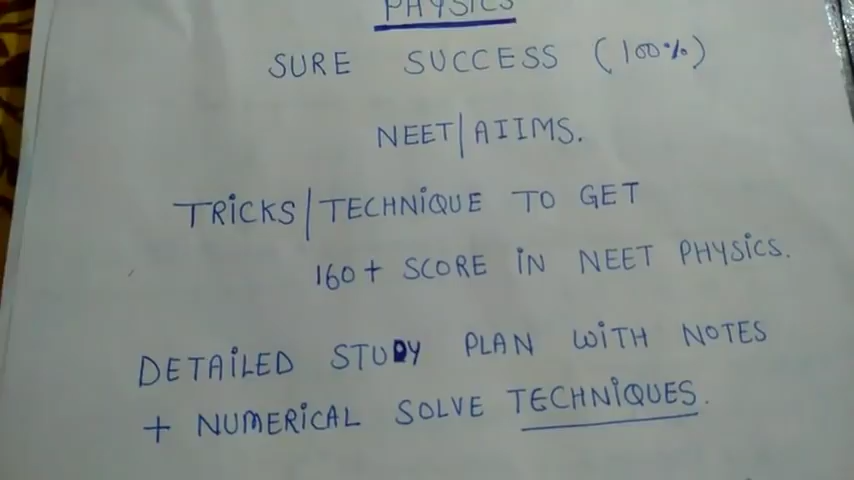 PHYSICS
SURE SUCCESS (100%)
NEET|AIIMS.
TRiCKS|TECHNiQUE TO GET
160+ SCORE iN NEET PHYSiCS.
DETAiLED STUDY PLAN WiTH NOTES
+ NUMERiCAL SOLVE TECHNiQUES.